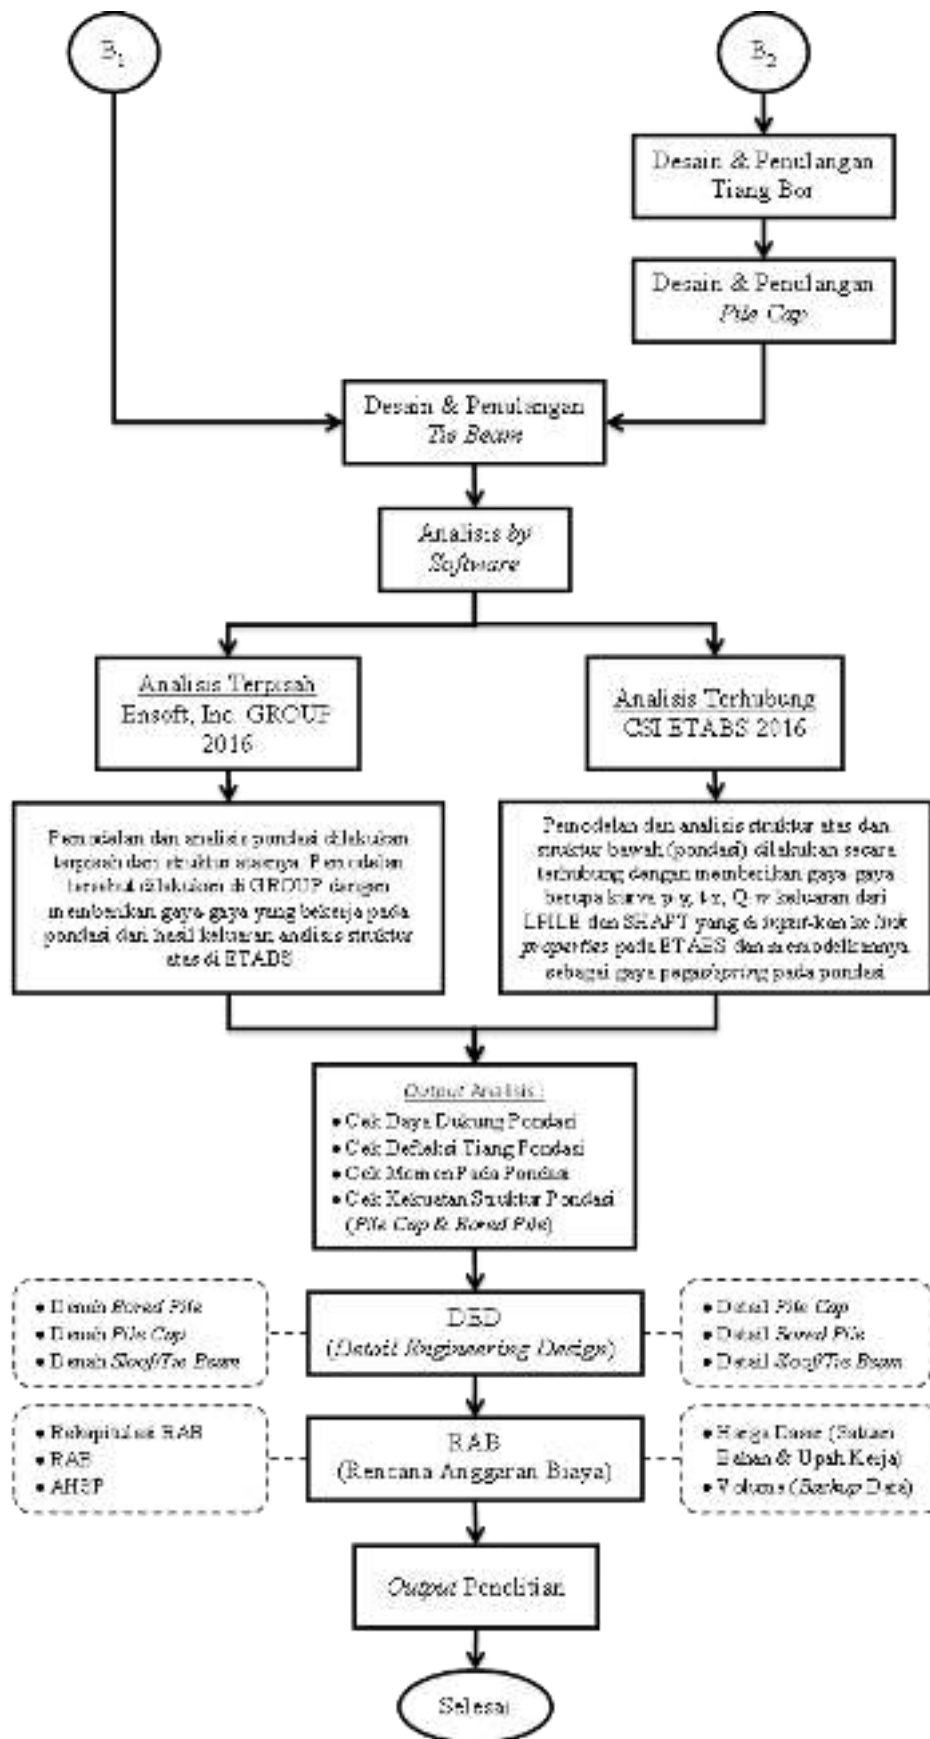 B1
B2
Desain & Penulangan
Tiang Bor
Desain & Penulangan
Pile Cap
Desain & Penulangan
Tie Beam
Analisis by
Software
Analisis Terpisah
Ensoft, Inc. GROUP
2016
Analisis Terhubung
CSI ETABS 2016
Pemodelan dan analisis pondasi dilakukan
terpisah dari struktur atasnya. Pemodelan
tersebut dilakukan di GROUP dengan
memberikan gaya-gaya yang bekerja pada
pondasi dari hasil keluaran analisis struktur
atas di ETABS
Pemodelan dan analisis struktur atas dan
struktur bawah (pondasi) dilakukan secara
terhubung dengan memberikan gaya-gaya
berupa kurva p-y, t-z, Q-w keluaran dari
LPILE dan SHAFT yang di input-kan ke link
properties pada ETABS dan memodelkannya
sebagai gaya pegas/spring pada pondasi
Output Analisis :
• Cek Daya Dukung Pondasi
• Cek Defleksi Tiang Pondasi
• Cek Momen Pada Pondasi
• Cek Kekuatan Struktur Pondasi
(Pile Cap & Bored Pile)
• Denah Bored Pile
• Denah Pile Cap
• Denah Sloof/Tie Beam
DED
(Detail Engineering Design)
• Detail Pile Cap
• Detail Bored Pile
• Detail Sloof/Tie Beam
• Rekapitulasi RAB
• RAB
• AHSP
RAB
(Rencana Anggaran Biaya)
• Harga Dasar (Satuan
Bahan & Upah Kerja)
• Volume (Backup Data)
Output Penelitian
Selesai